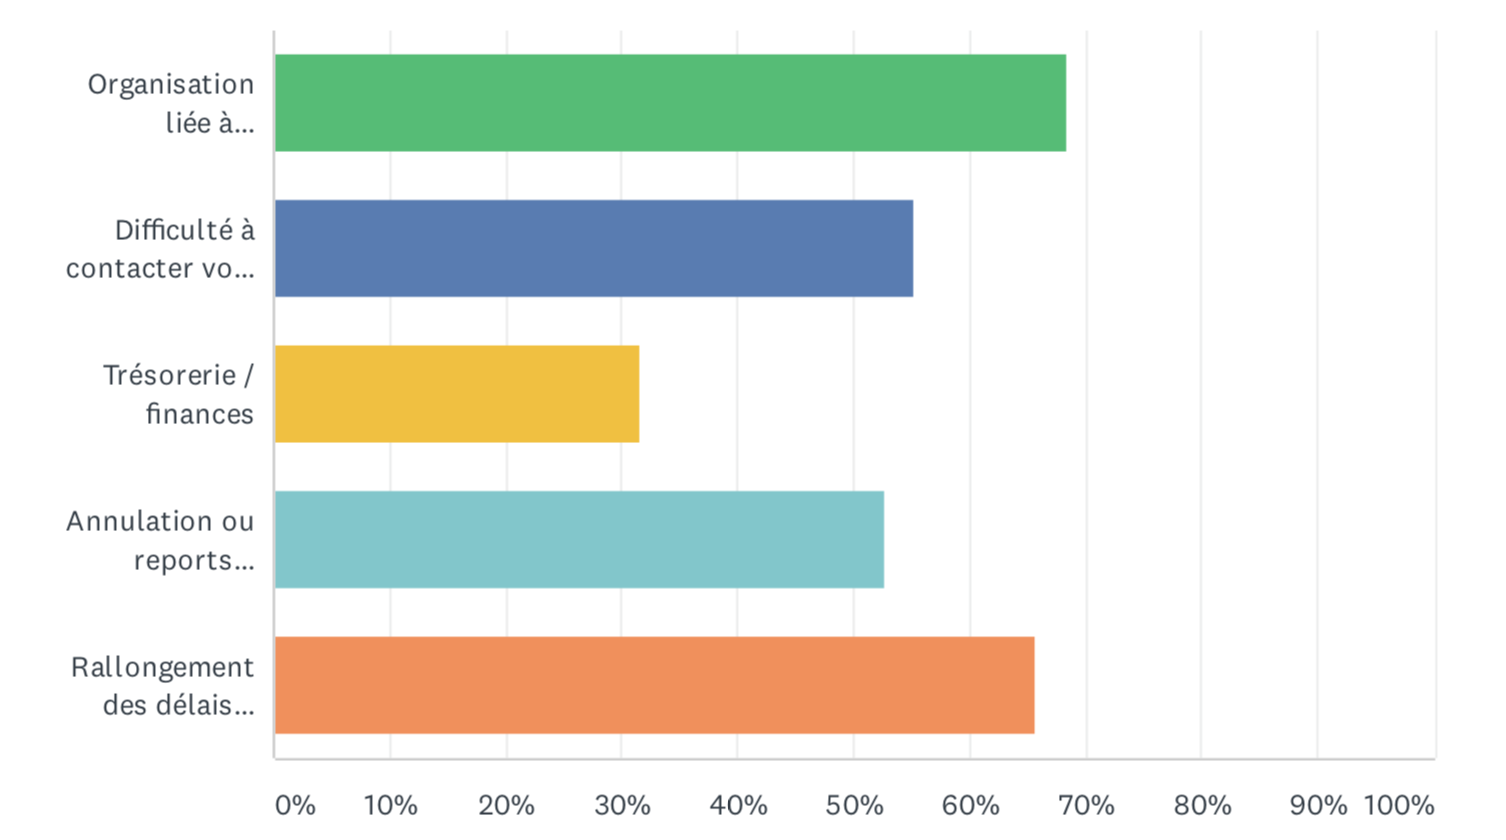 Organisation
liée à...
Difficulté à
contacter vo...
Trésorerie /
finances
Annulation ou
reports...
Rallongement
des délais...
0% 10% 20% 30% 40% 50% 60% 70% 80% 90% 100%